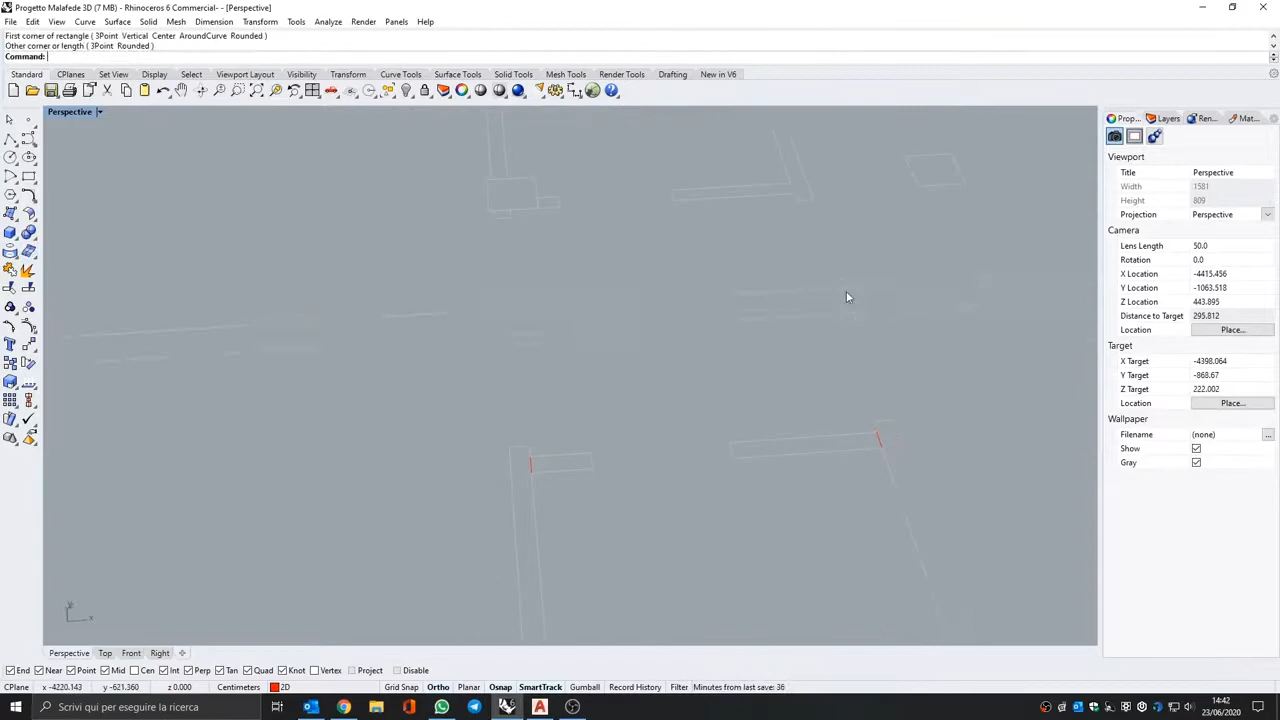 Progetto Malafede 3D (7 MB) - Rhinoceros 6 Commercial- - [Perspective]
File Edit View Curve Surface Solid Mesh Dimension Transform Tools Analyze Render Panels Help
First corner of rectangle ( 3Point Vertical Center AroundCurve Rounded )
Other corner or length ( 3Point Rounded )
Command:
Standard CPlanes Set View Display Select Viewport Layout Visibility Transform Curve Tools Surface Tools Solid Tools Mesh Tools Render Tools Drafting New in V6
Perspective
Prop... Layers Ren... Mat...
Viewport
Title Perspective
Width 1581
Height 809
Projection Perspective
Camera
Lens Length 50.0
Rotation 0.0
X Location -4415.456
Y Location -1063.518
Z Location 443.895
Distance to Target 295.812
Location Place...
Target
X Target -4398.064
Y Target -868.67
Z Target 222.002
Location Place...
Wallpaper
Filename (none) ...
Show
Gray
y
x
Perspective Top Front Right
End Near Point Mid Cen Int Perp Tan Quad Knot Vertex Project Disable
CPlane x -4220.143 y -621.360 z 0.000 Centimeters 2D Grid Snap Ortho Planar Osnap SmartTrack Gumball Record History Filter Minutes from last save: 36
Scrivi qui per eseguire la ricerca
14:42
23/06/2020